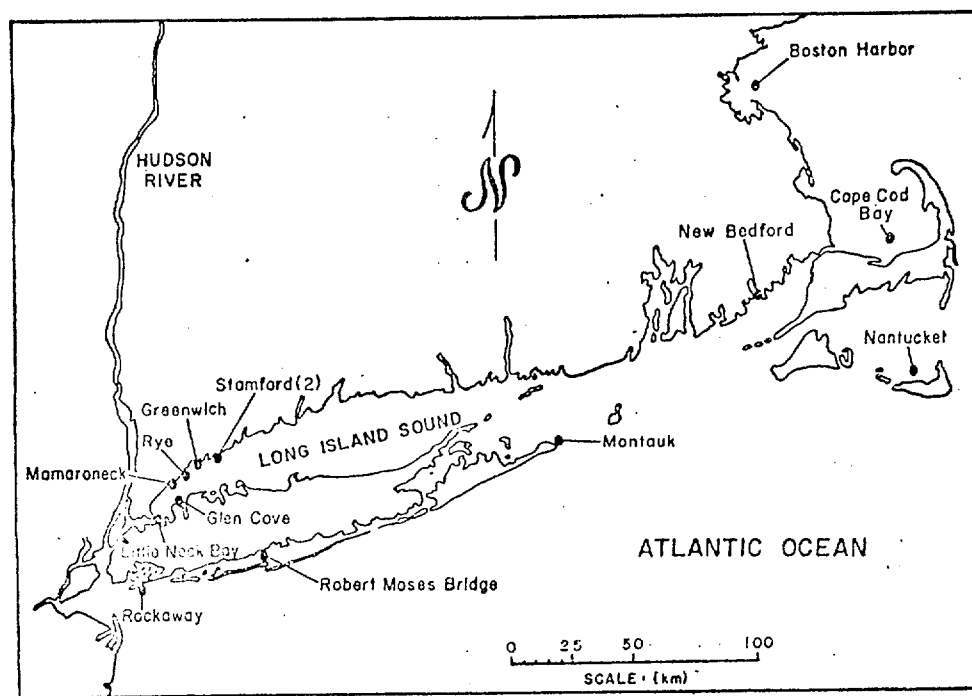 Boston Harbor
HUDSON
RIVER
N
Cape Cod
Bay
New Bedford
Nantucket
Stamford (2)
Greenwich
LONG ISLAND SOUND
Rye
Montauk
Mamaroneck
Glen Cove
Little Neck Bay
ATLANTIC OCEAN
Robert Moses Bridge
Rockaway
0 25 50 100
SCALE: (km)